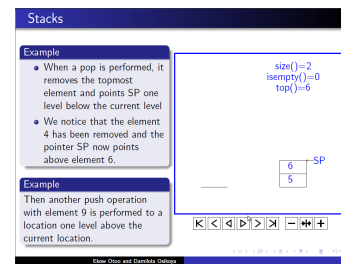 Stacks
Example
When a pop is performed, it
removes the topmost
element and points SP one
level below the current level
We notice that the element
4 has been removed and the
pointer SP now points
above element 6.
Example
Then another push operation
with element 9 is performed to a
location one level above the
current location.
size()=2
isempty()=0
top()=6
SP
6
5
Ekow Otoo and Damilola Osikoya